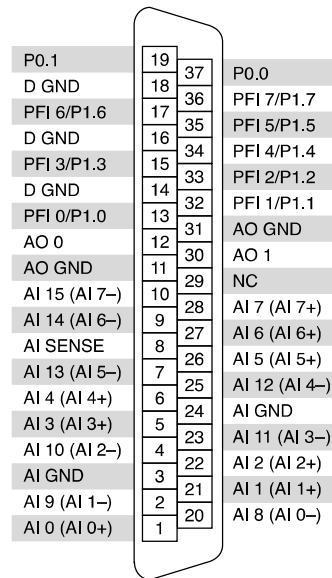 P0.1 19
37 P0.0
D GND 18
36 PFI 7/P1.7
PFI 6/P1.6 17
35 PFI 5/P1.5
D GND 16
34 PFI 4/P1.4
PFI 3/P1.3 15
33 PFI 2/P1.2
D GND 14
32 PFI 1/P1.1
PFI 0/P1.0 13
31 AO GND
AO 0 12
30 AO 1
AO GND 11
29 NC
AI 15 (AI 7–) 10
28 AI 7 (AI 7+)
AI 14 (AI 6–) 9
27 AI 6 (AI 6+)
AI SENSE 8
26 AI 5 (AI 5+)
AI 13 (AI 5–) 7
25 AI 12 (AI 4–)
AI 4 (AI 4+) 6
24 AI GND
AI 3 (AI 3+) 5
23 AI 11 (AI 3–)
AI 10 (AI 2–) 4
22 AI 2 (AI 2+)
AI GND 3
21 AI 1 (AI 1+)
AI 9 (AI 1–) 2
20 AI 8 (AI 0–)
AI 0 (AI 0+) 1